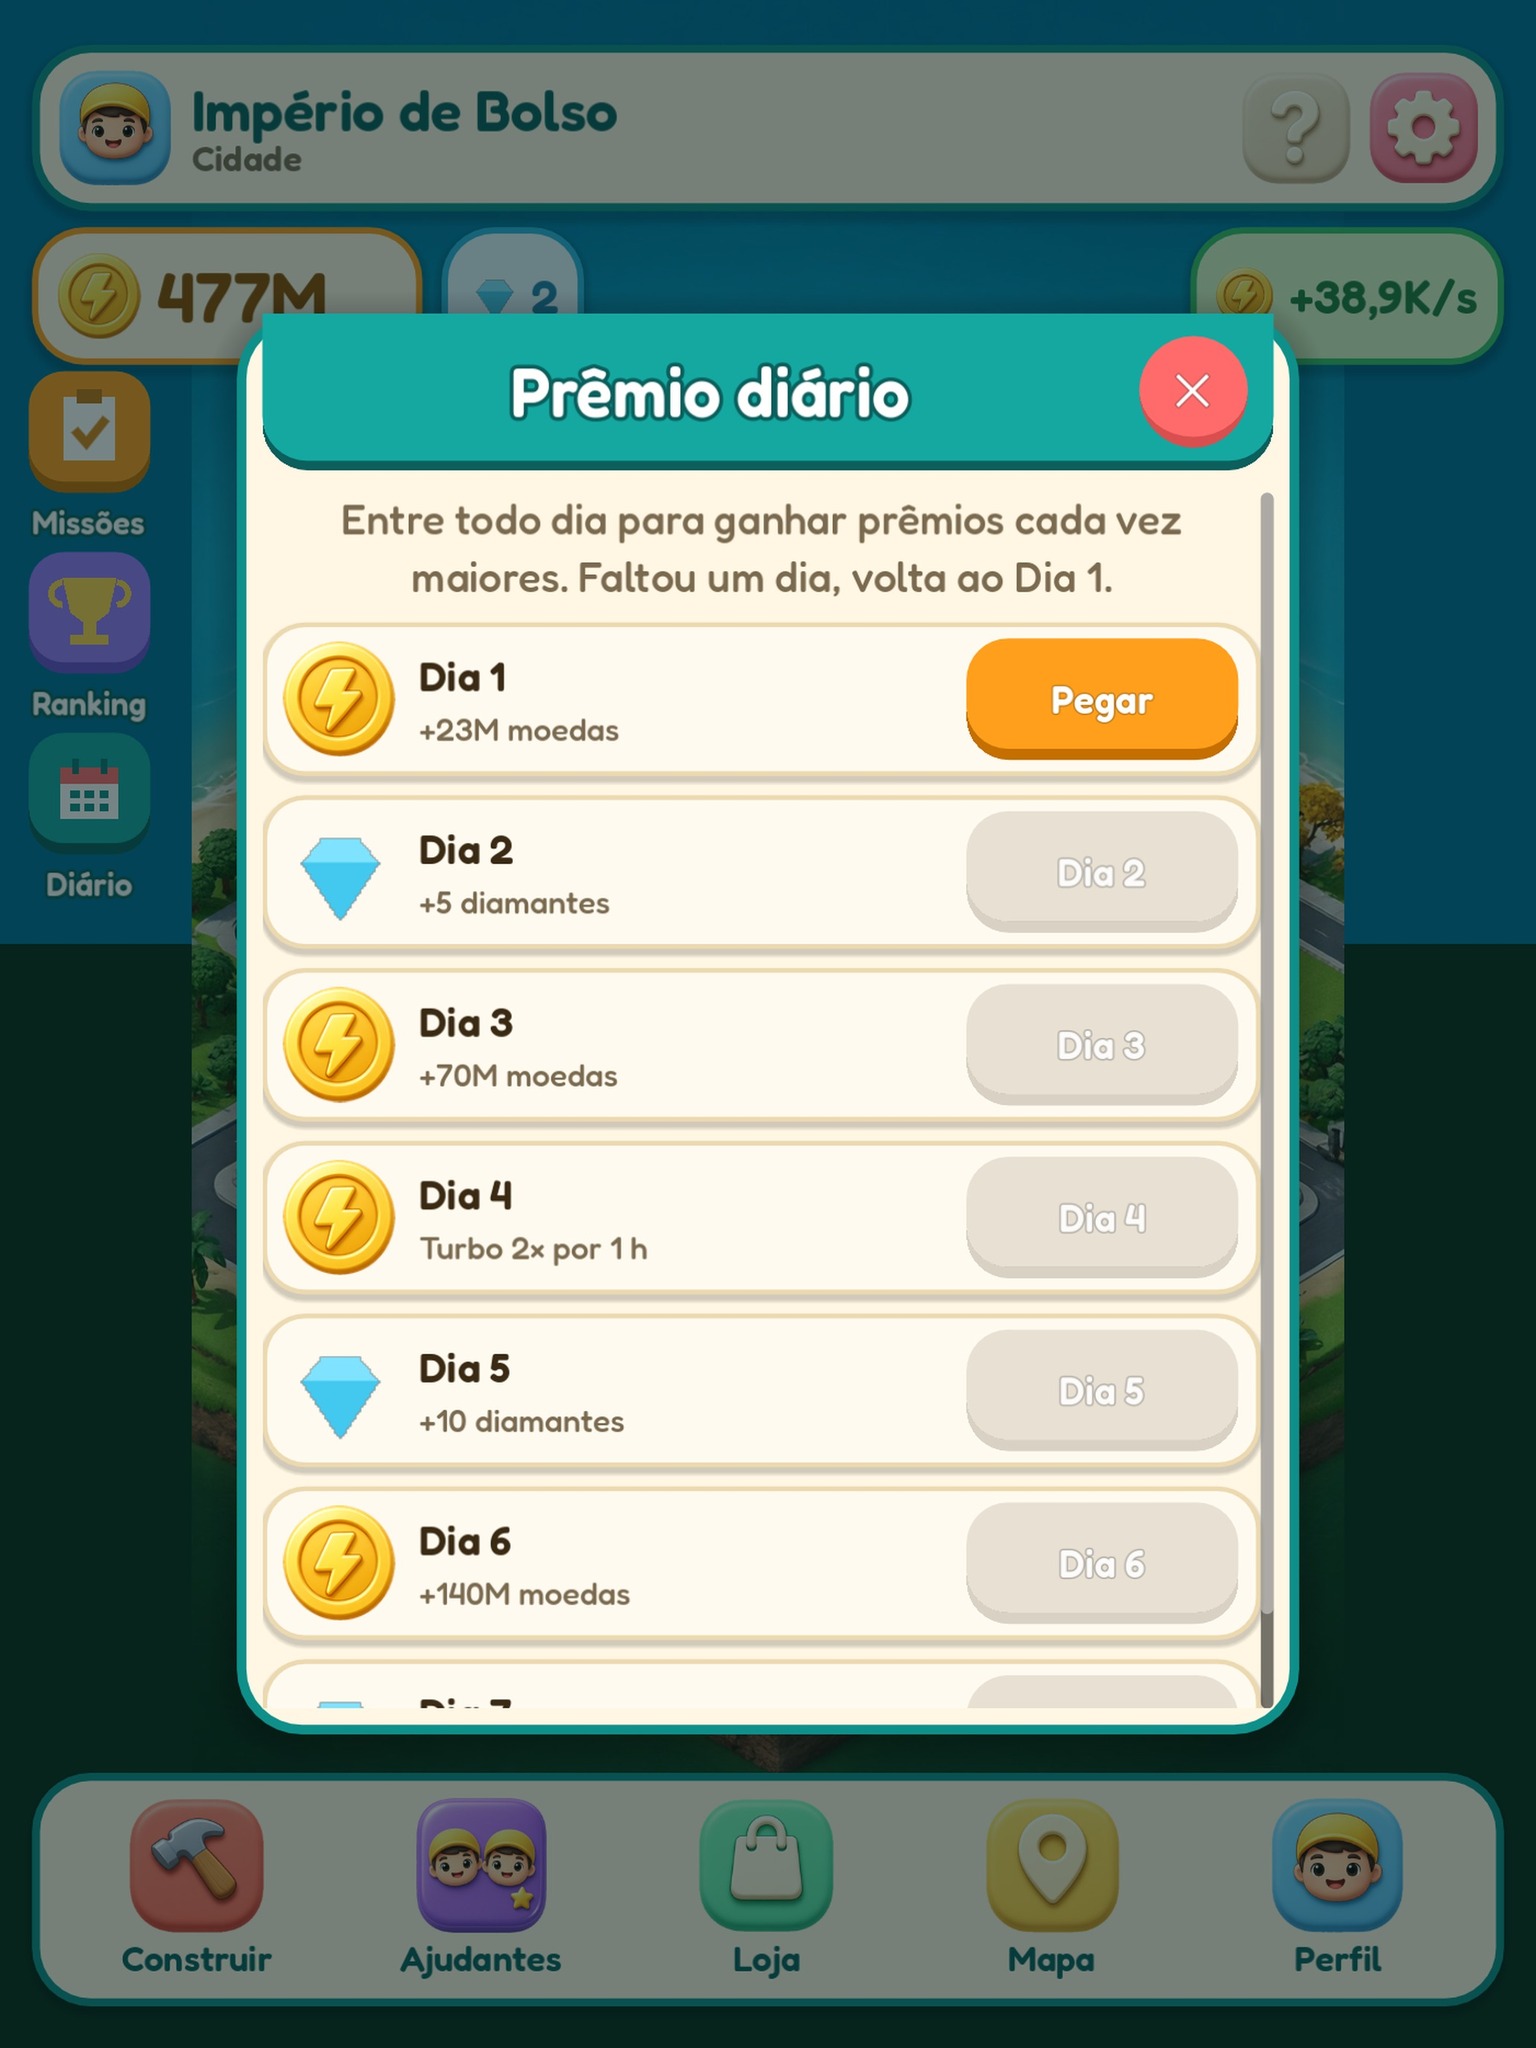 Império de Bolso
Cidade
477M
2
+38,9K/s
Prêmio diário
Missões
Ranking
Diário
Entre todo dia para ganhar prêmios cada vez
maiores. Faltou um dia, volta ao Dia 1.
Dia 1
+23M moedas
Pegar
Dia 2
+5 diamantes
Dia 2
Dia 3
+70M moedas
Dia 3
Dia 4
Turbo 2× por 1 h
Dia 4
Dia 5
+10 diamantes
Dia 5
Dia 6
+140M moedas
Dia 6
Dia 7
Construir
Ajudantes
Loja
Mapa
Perfil